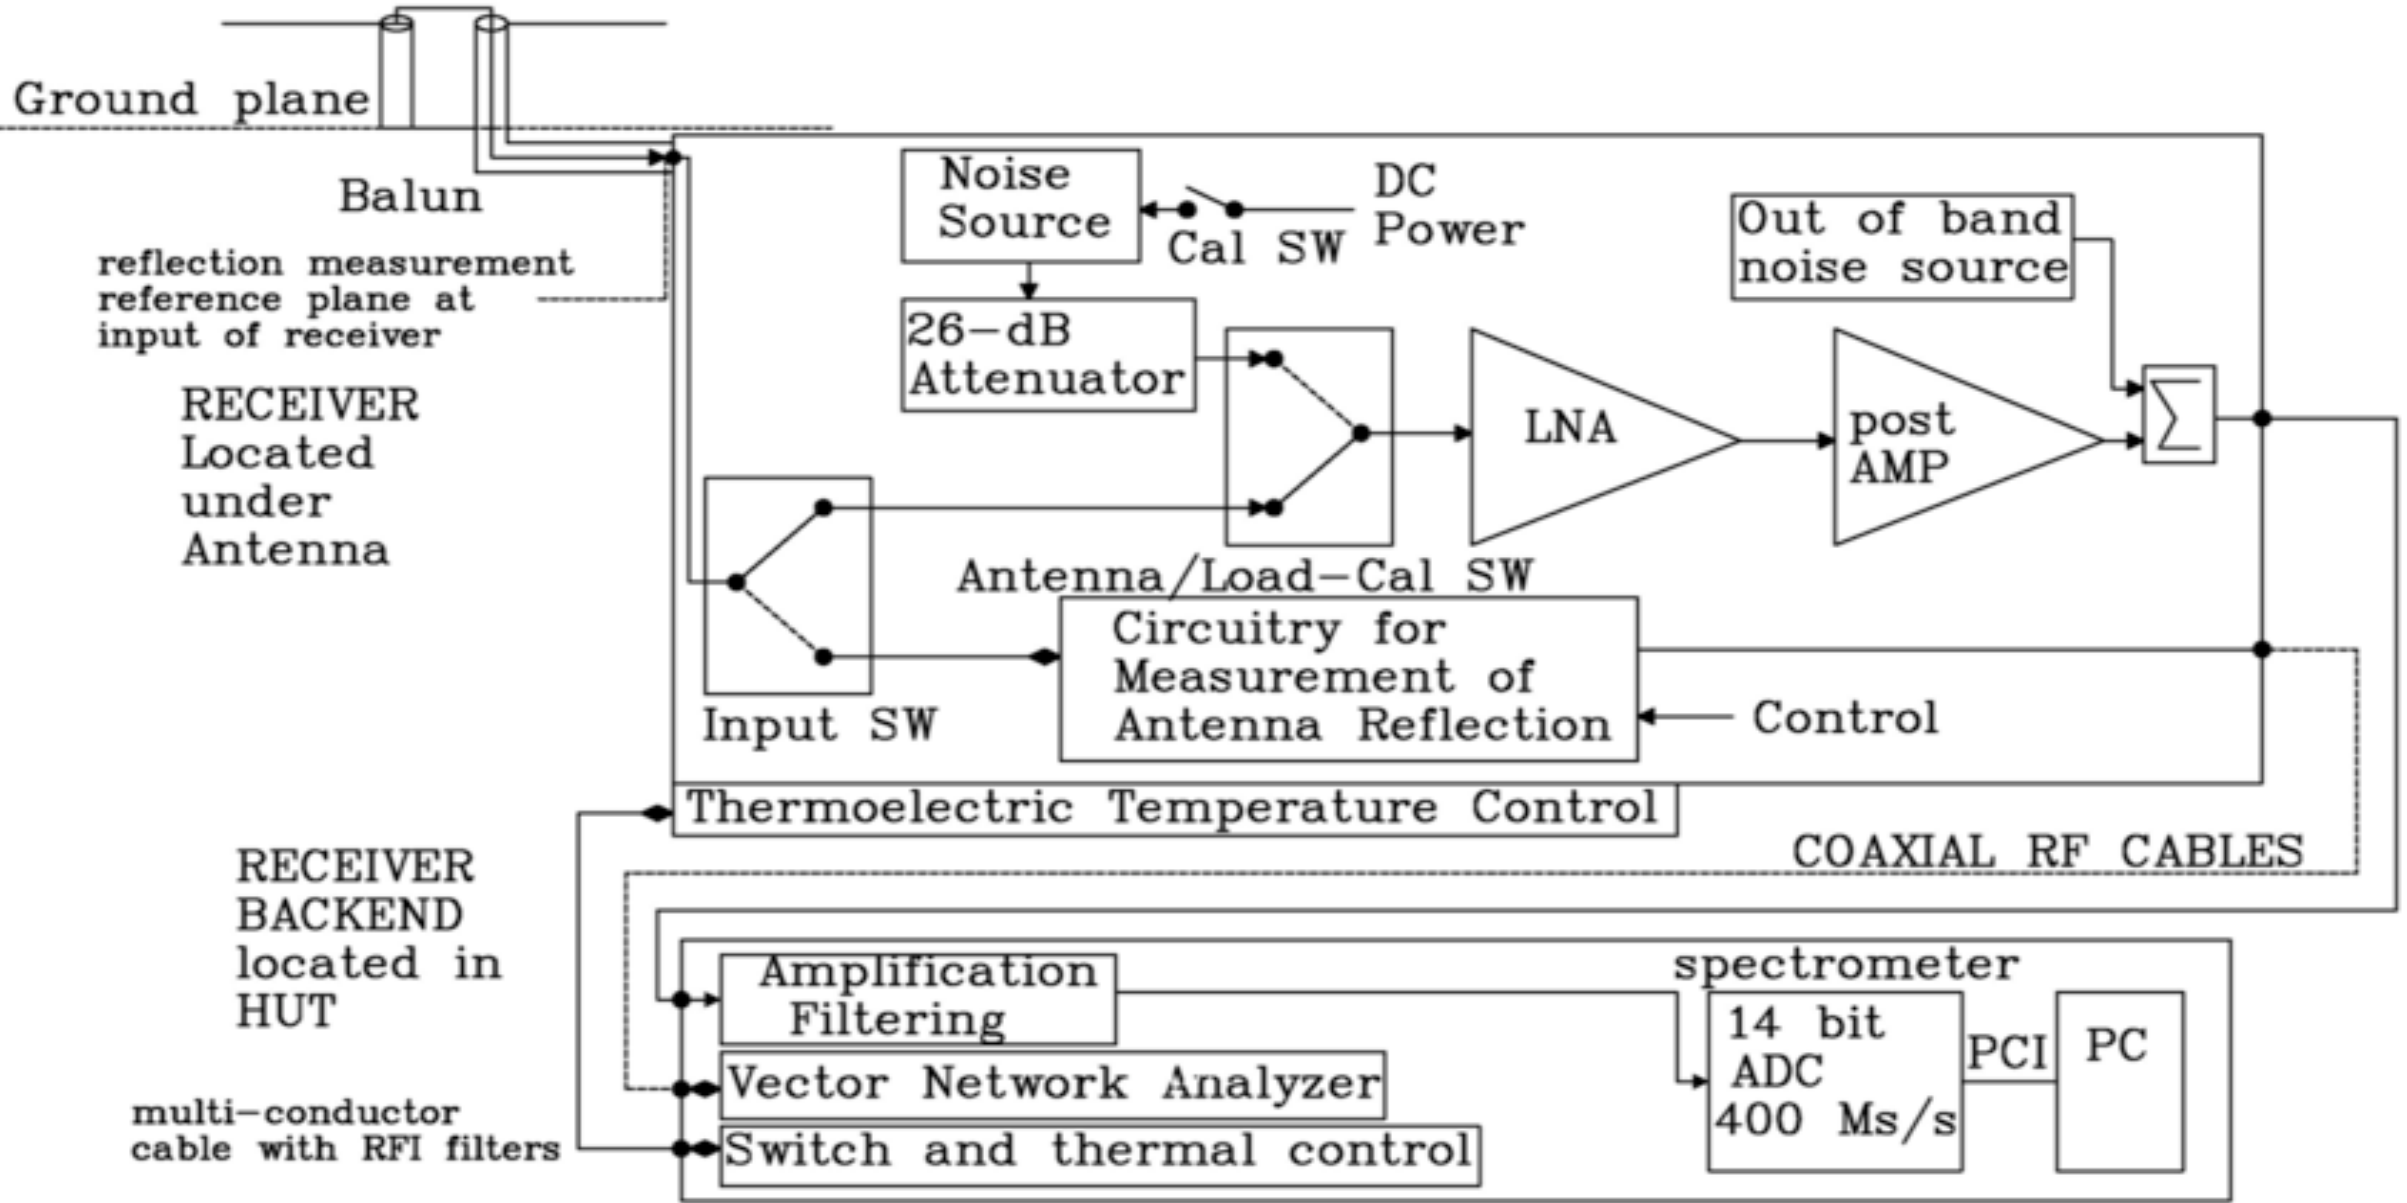 Ground plane
Balun
reflection measurement
reference plane at
input of receiver
RECEIVER
Located
under
Antenna
Noise
Source
Cal SW
DC
Power
26-dB
Attenuator
Out of band
noise source
LNA
post
AMP
Σ
Antenna/Load-Cal SW
Input SW
Circuitry for
Measurement of
Antenna Reflection
Control
Thermoelectric Temperature Control
COAXIAL RF CABLES
RECEIVER
BACKEND
located in
HUT
multi-conductor
cable with RFI filters
Amplification
Filtering
Vector Network Analyzer
Switch and thermal control
spectrometer
14 bit
ADC
400 Ms/s
PCI
PC